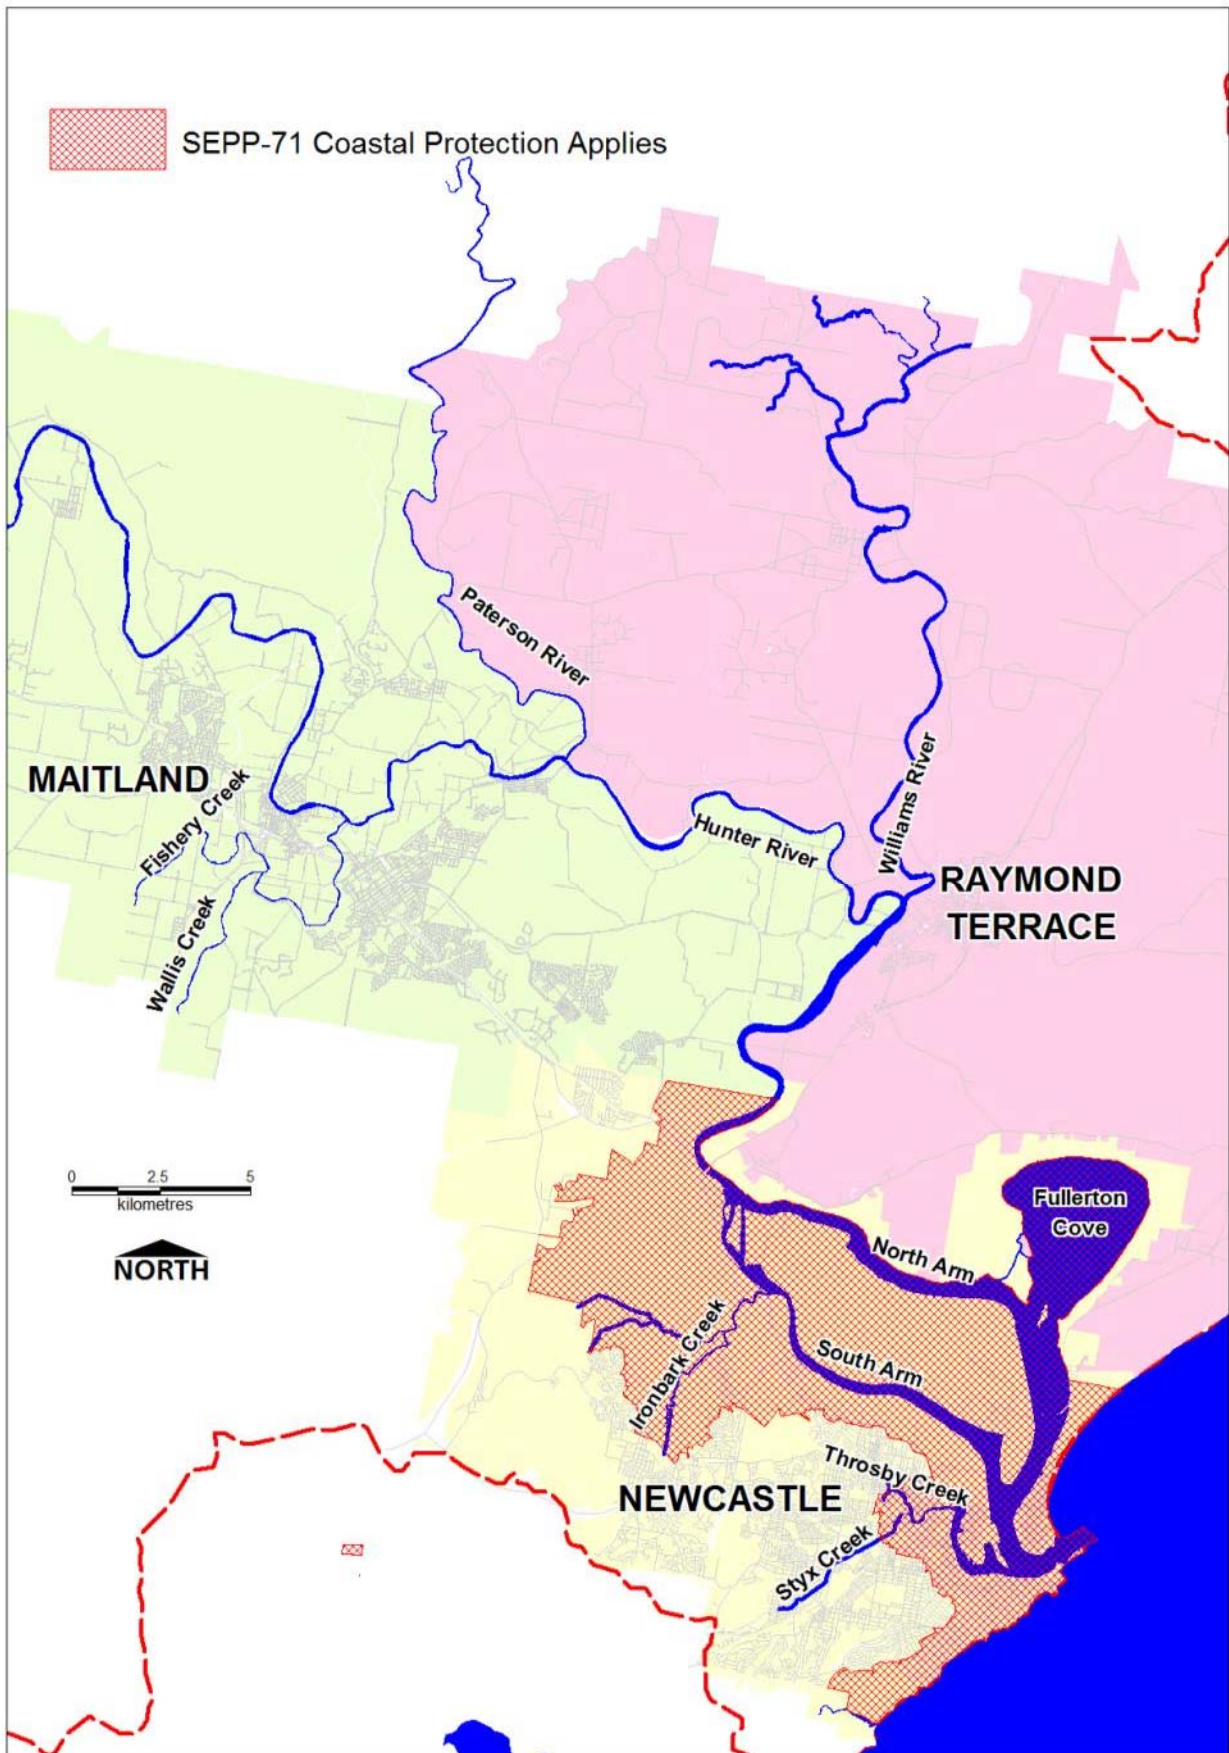 SEPP-71 Coastal Protection Applies
Paterson River
MAITLAND
Fishery Creek
Wallis Creek
Hunter River
Williams River
RAYMOND
TERRACE
0 2.5 5
kilometres
NORTH
Fullerton
Cove
North Arm
South Arm
Ironbark Creek
Throsby Creek
NEWCASTLE
Styx Creek